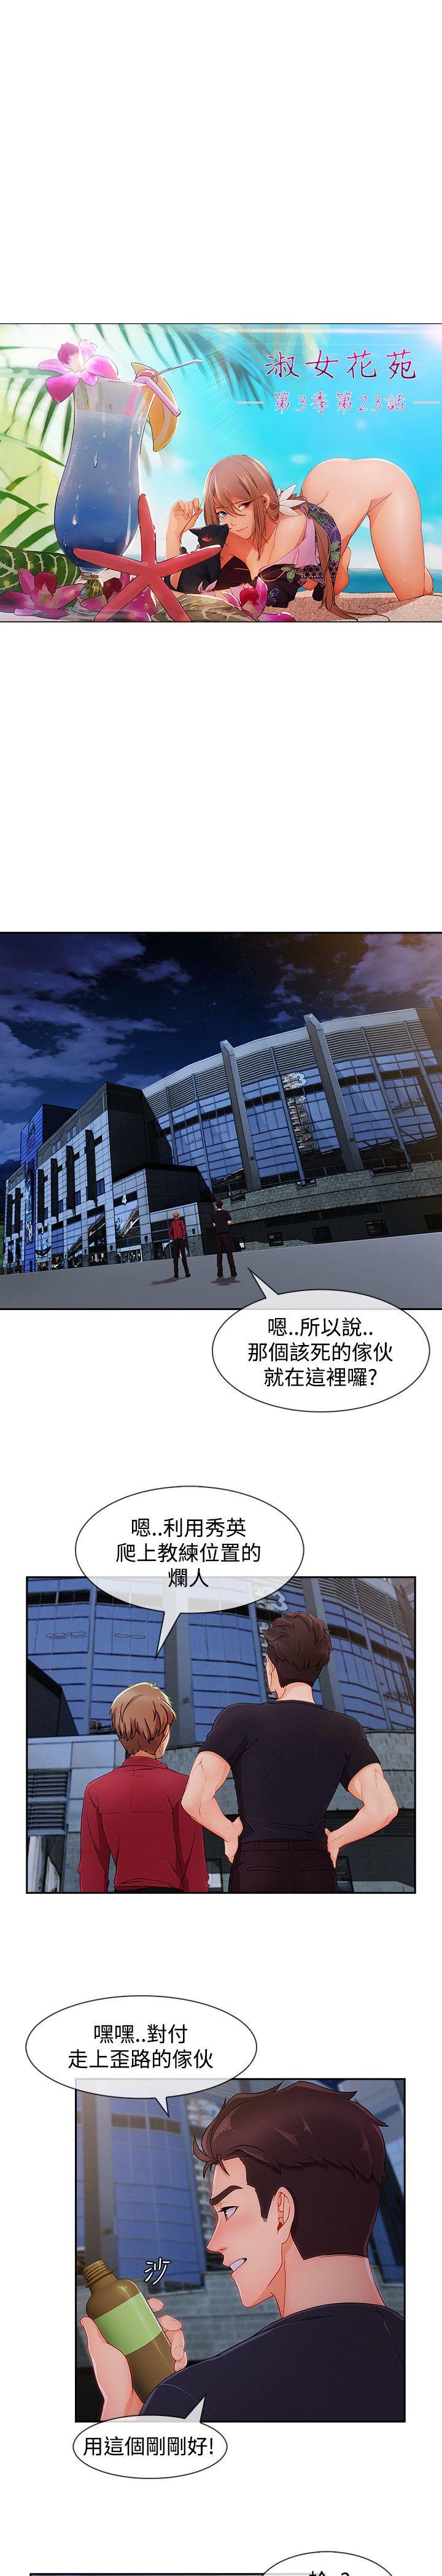 淑女花苑
第3季第23話
嗯..所以說..
那個該死的傢伙
就在這裡囉?
嗯..利用秀英
爬上教練位置的
爛人
嘿嘿..對付
走上歪路的傢伙
沙
用這個剛剛好!